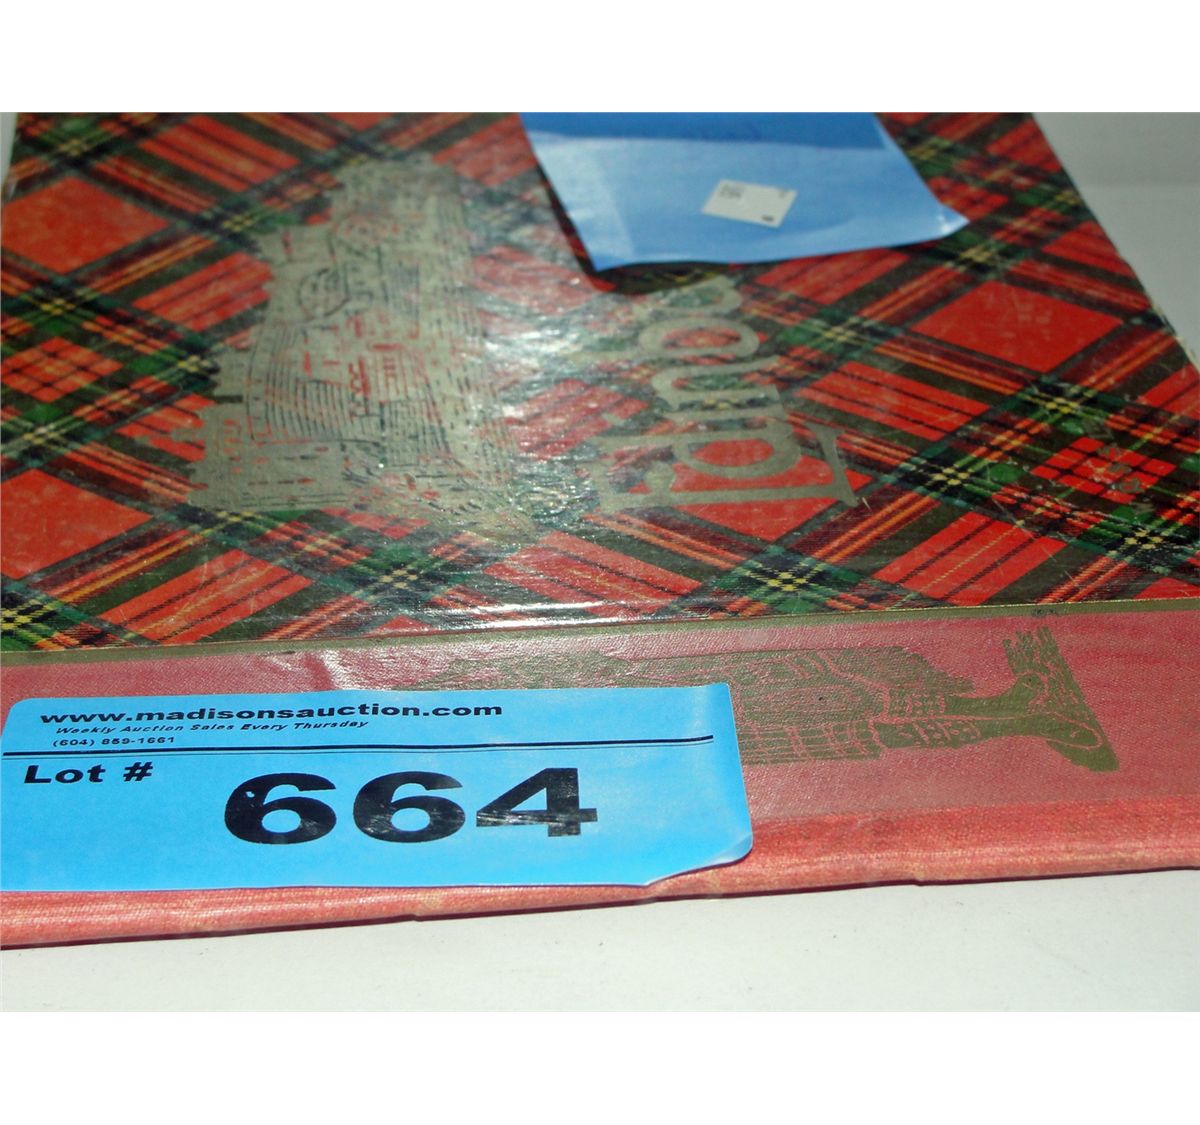 www.madisonsauction.com
Weekly Auction Sales Every Thursday
(604) 859-1661
Lot # 664